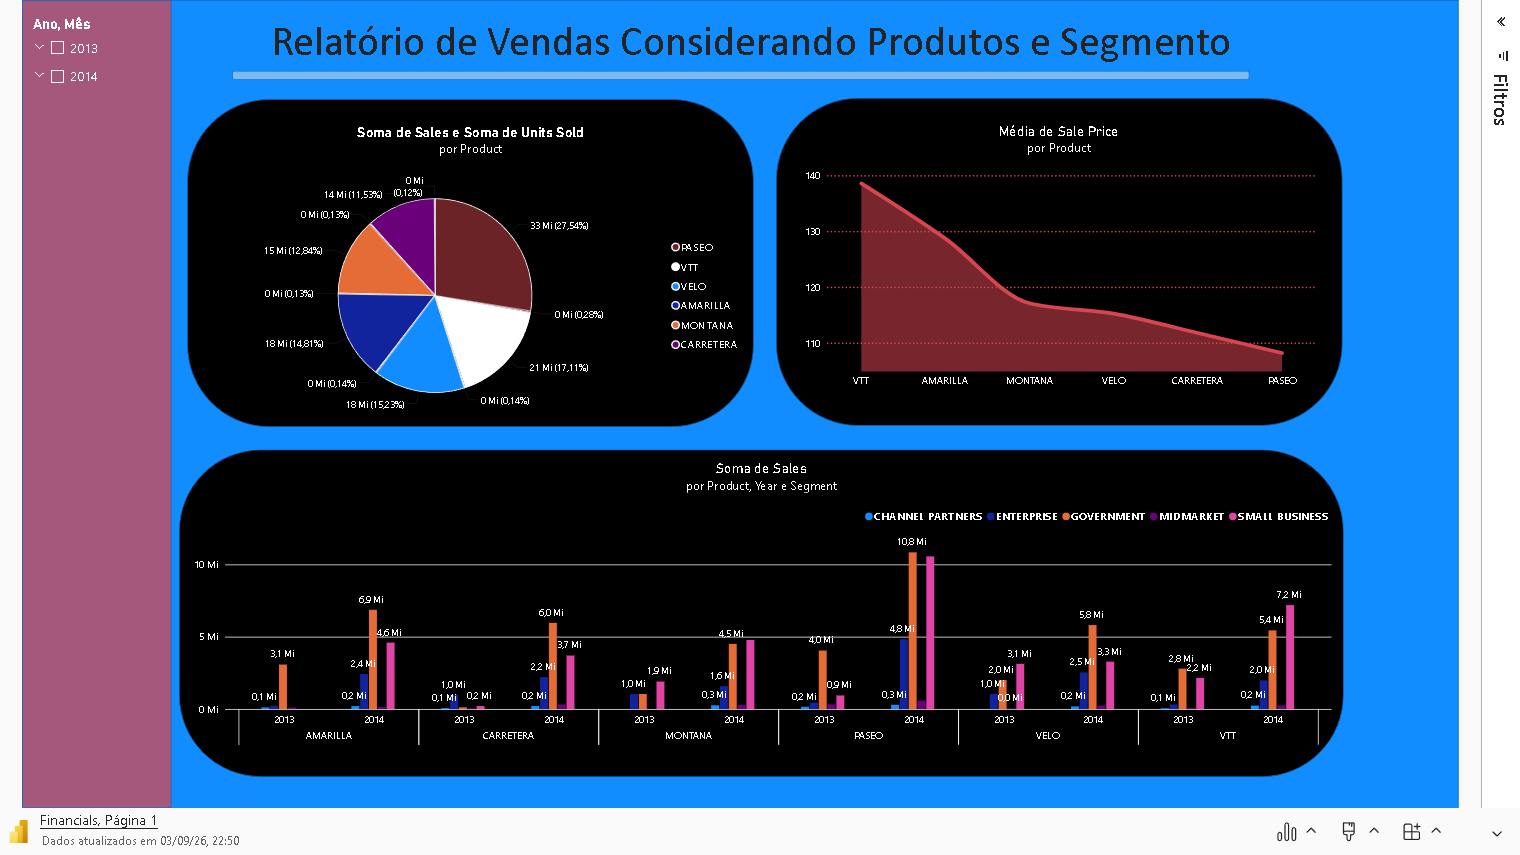 Ano, Mês
2013
2014
Relatório de Vendas Considerando Produtos e Segmento
Filtros
Soma de Sales e Soma de Units Sold
por Product
0 Mi
(0,12%)
14 Mi (11,53%)
0 Mi (0,13%)
15 Mi (12,84%)
0 Mi (0,13%)
18 Mi (14,81%)
0 Mi (0,14%)
18 Mi (15,23%)
0 Mi (0,14%)
21 Mi (17,11%)
0 Mi (0,28%)
33 Mi (27,54%)
PASEO
VTT
VELO
AMARILLA
MONTANA
CARRETERA
Média de Sale Price
por Product
140
130
120
110
VTT AMARILLA MONTANA VELO CARRETERA PASEO
Soma de Sales
por Product, Year e Segment
CHANNEL PARTNERS ENTERPRISE GOVERNMENT MIDMARKET SMALL BUSINESS
10 Mi
5 Mi
0 Mi
0,1 Mi 3,1 Mi
0,2 Mi 2,4 Mi 6,9 Mi 4,6 Mi
0,1 Mi 1,0 Mi 0,2 Mi
0,2 Mi 2,2 Mi 6,0 Mi 3,7 Mi
1,0 Mi 1,9 Mi
0,3 Mi 1,6 Mi 4,5 Mi
0,2 Mi 4,0 Mi 0,9 Mi
0,3 Mi 4,8 Mi 10,8 Mi
1,0 Mi 2,0 Mi 0,0 Mi 3,1 Mi
0,2 Mi 2,5 Mi 5,8 Mi 3,3 Mi
0,1 Mi 2,8 Mi 2,2 Mi
0,2 Mi 2,0 Mi 5,4 Mi 7,2 Mi
2013 2014 2013 2014 2013 2014 2013 2014 2013 2014 2013 2014
AMARILLA CARRETERA MONTANA PASEO VELO VTT
Financials, Página 1
Dados atualizados em 03/09/26, 22:50